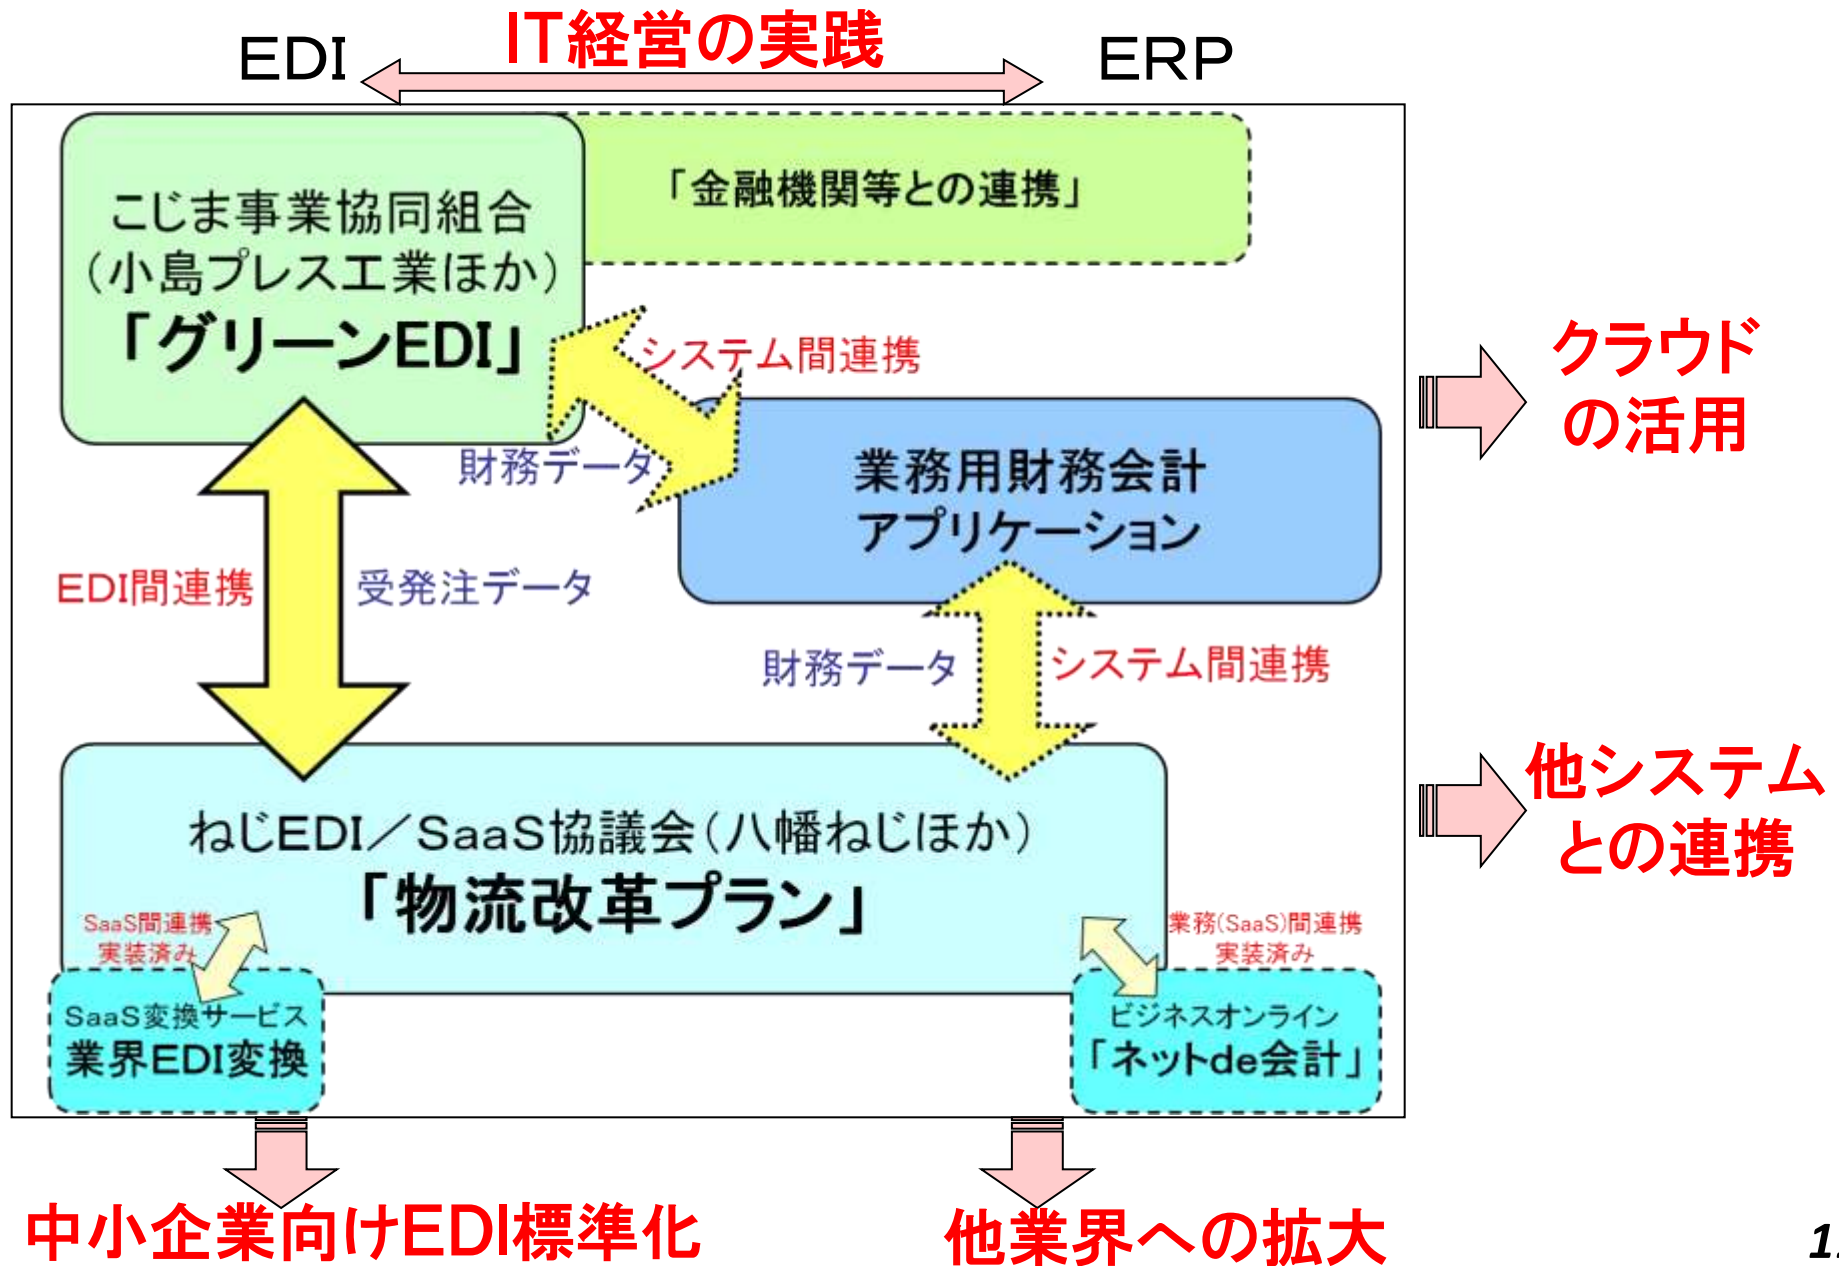 IT経営の実践
EDI
ERP
こじま事業協同組合
（小島プレス工業ほか）
「グリーンEDI」
「金融機関等との連携」
システム間連携
財務データ
業務用財務会計
アプリケーション
EDI間連携
受発注データ
財務データ
システム間連携
ねじEDI／SaaS協議会（八幡ねじほか）
「物流改革プラン」
SaaS間連携
実装済み
業務(SaaS)間連携
実装済み
SaaS変換サービス
業界EDI変換
ビジネスオンライン
「ネットde会計」
クラウド
の活用
他システム
との連携
中小企業向けEDI標準化
他業界への拡大